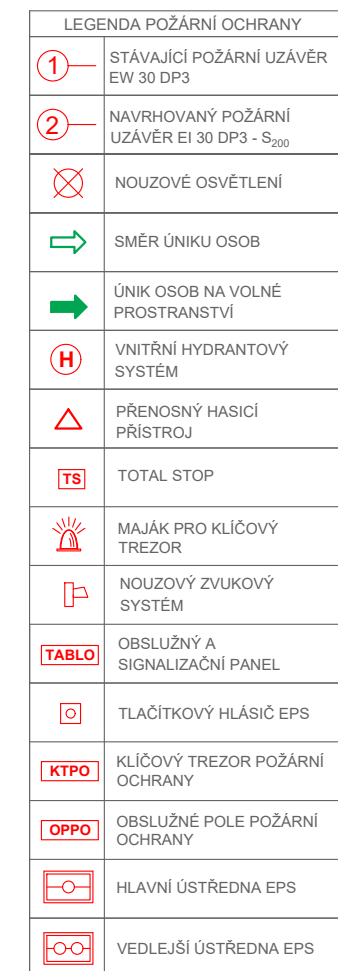 LEGENDA POŽÁRNÍ OCHRANY
1 STÁVAJÍCÍ POŽÁRNÍ UZÁVĚR
EW 30 DP3
2 NAVRHOVANÝ POŽÁRNÍ
UZÁVĚR EI 30 DP3 - S200
NOUZOVÉ OSVĚTLENÍ
SMĚR ÚNIKU OSOB
ÚNIK OSOB NA VOLNÉ
PROSTRANSTVÍ
H VNITŘNÍ HYDRANTOVÝ
SYSTÉM
PŘENOSNÝ HASICÍ
PŘÍSTROJ
TS TOTAL STOP
MAJÁK PRO KLÍČOVÝ
TREZOR
NOUZOVÝ ZVUKOVÝ
SYSTÉM
TABLO OBSLUŽNÝ A
SIGNALIZAČNÍ PANEL
TLAČÍTKOVÝ HLÁSIČ EPS
KTPO KLÍČOVÝ TREZOR POŽÁRNÍ
OCHRANY
OPPO OBSLUŽNÉ POLE POŽÁRNÍ
OCHRANY
HLAVNÍ ÚSTŘEDNA EPS
VEDLEJŠÍ ÚSTŘEDNA EPS